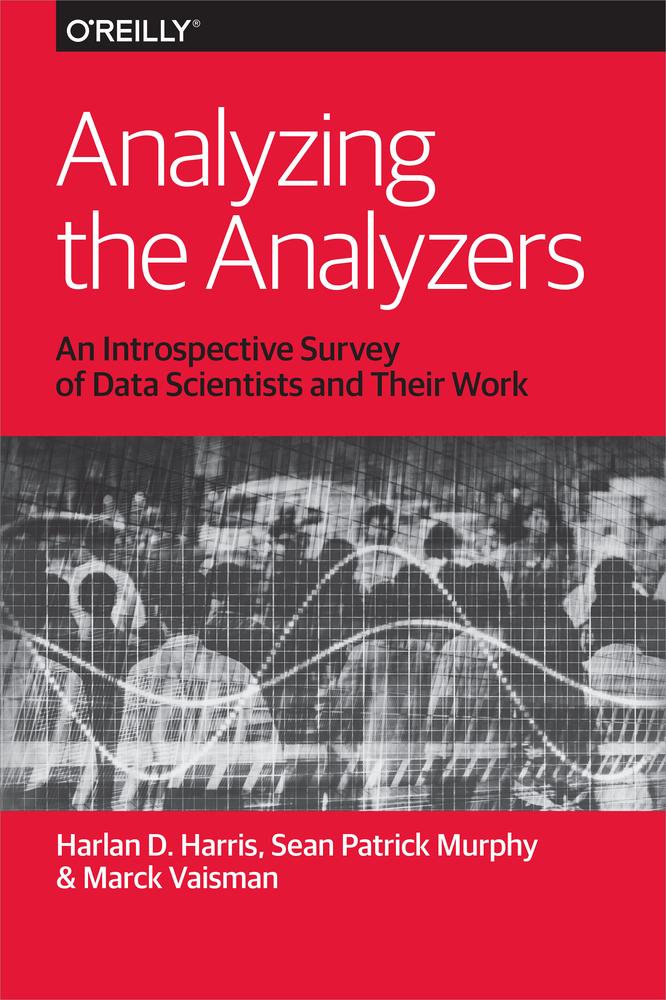 O'REILLY®
Analyzing
the Analyzers
An Introspective Survey
of Data Scientists and Their Work
Harlan D. Harris, Sean Patrick Murphy
& Marck Vaisman